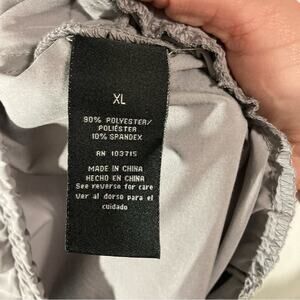 XL
90% POLYESTER/
POLIÉSTER
10% SPANDEX
RN 103715
MADE IN CHINA
HECHO EN CHINA
See reverse for care
Ver al dorso para el
cuidado